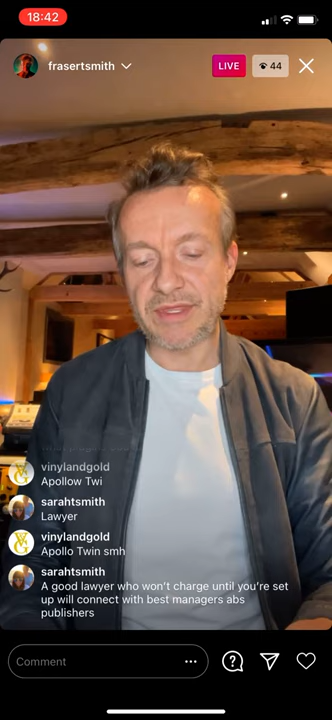 18:42
frasertsmith
LIVE
44
vinylandgold
Apollow Twi
sarahtsmith
Lawyer
vinylandgold
Apollo Twin smh
sarahtsmith
A good lawyer who won't charge until you're set
up will connect with best managers abs
publishers
Comment